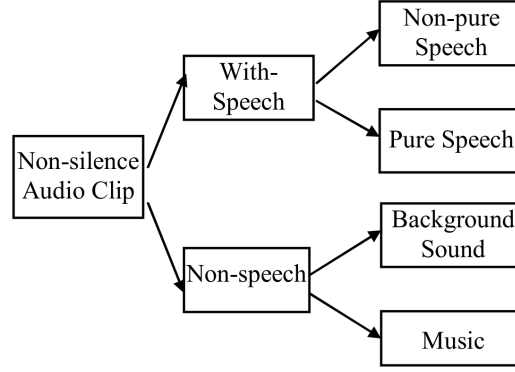 Non-pure
Speech
With-
Speech
Pure Speech
Non-silence
Audio Clip
Background
Sound
Non-speech
Music